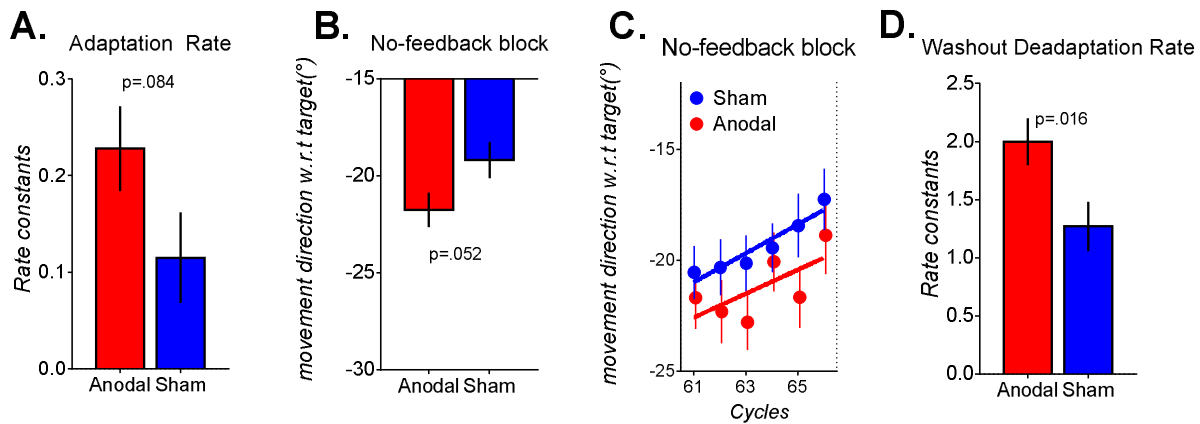 A.
Adaptation Rate
Rate constants
0.3
0.2
0.1
0.0
p=.084
Anodal Sham
B.
No-feedback block
movement direction w.r.t target(°)
-15
-20
-25
-30
p=.052
Anodal Sham
C.
No-feedback block
movement direction w.r.t target(°)
Sham
Anodal
-15
-20
-25
61 63 65
Cycles
D.
Washout Deadaptation Rate
Rate constants
2.5
2.0
1.5
1.0
0.5
0.0
p=.016
Anodal Sham